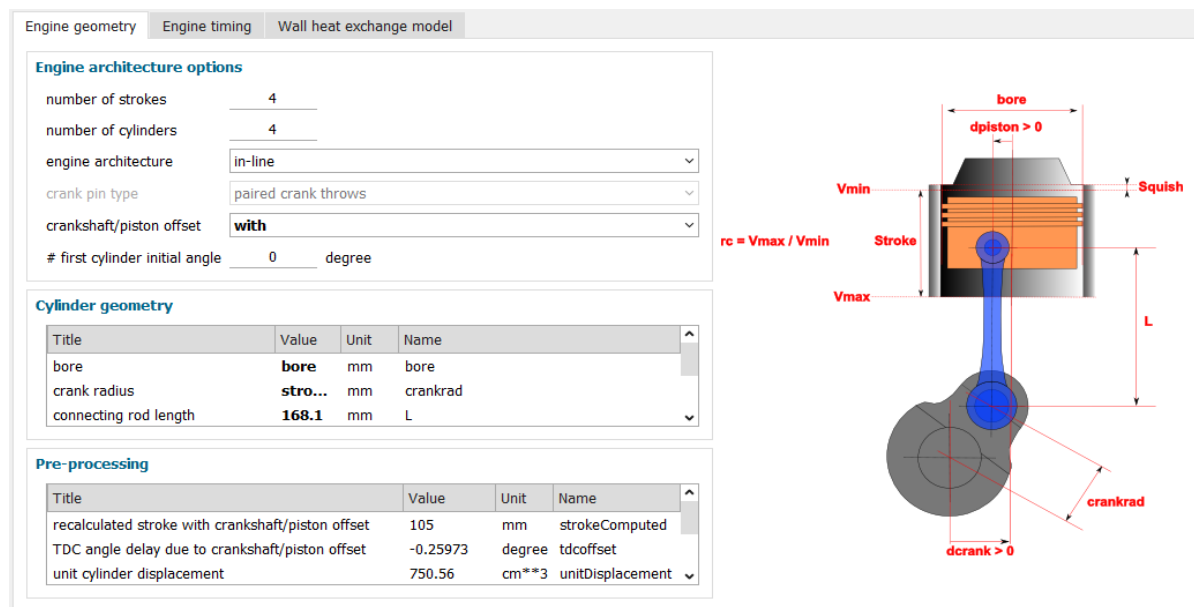 Engine geometry Engine timing Wall heat exchange model
Engine architecture options
number of strokes 4
number of cylinders 4
engine architecture in-line
crank pin type paired crank throws
crankshaft/piston offset with
# first cylinder initial angle 0 degree
Cylinder geometry
Title Value Unit Name
bore bore mm bore
crank radius stro... mm crankrad
connecting rod length 168.1 mm L
Pre-processing
Title Value Unit Name
recalculated stroke with crankshaft/piston offset 105 mm strokeComputed
TDC angle delay due to crankshaft/piston offset -0.25973 degree tdcoffset
unit cylinder displacement 750.56 cm**3 unitDisplacement
bore
dpiston > 0
Vmin
Squish
rc = Vmax / Vmin
Stroke
Vmax
L
crankrad
dcrank > 0